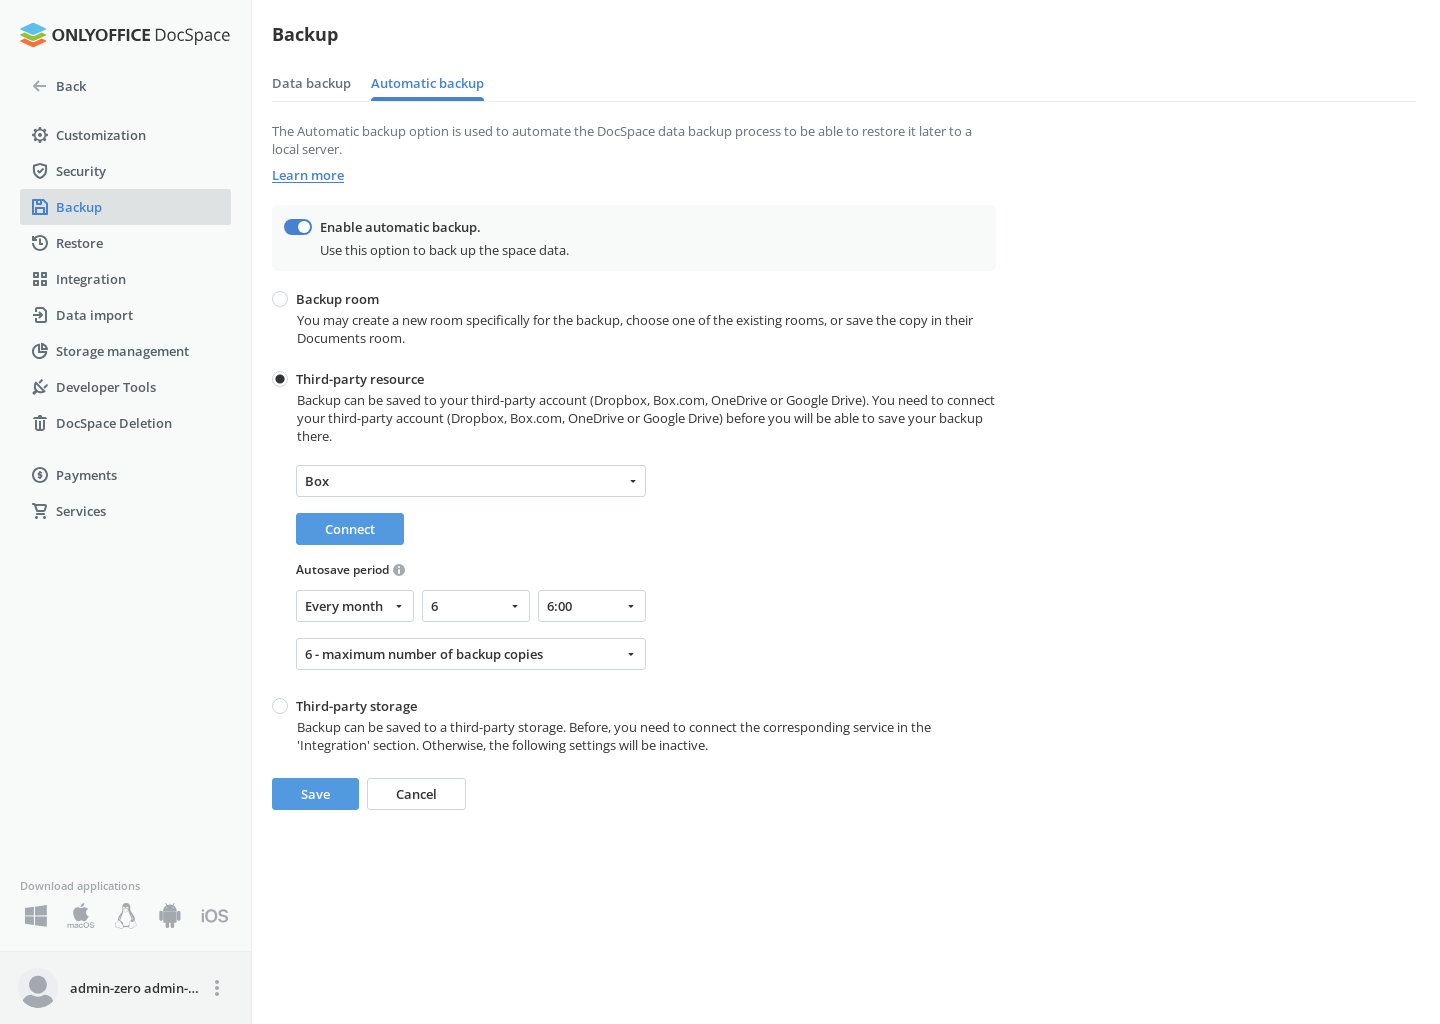 ONLYOFFICE DocSpace
Back
Customization
Security
Backup
Restore
Integration
Data import
Storage management
Developer Tools
DocSpace Deletion
Payments
Services
Download applications
macOS
iOS
admin-zero admin-...
Backup
Data backup
Automatic backup
The Automatic backup option is used to automate the DocSpace data backup process to be able to restore it later to a
local server.
Learn more
Enable automatic backup.
Use this option to back up the space data.
Backup room
You may create a new room specifically for the backup, choose one of the existing rooms, or save the copy in their
Documents room.
Third-party resource
Backup can be saved to your third-party account (Dropbox, Box.com, OneDrive or Google Drive). You need to connect
your third-party account (Dropbox, Box.com, OneDrive or Google Drive) before you will be able to save your backup
there.
Box
Connect
Autosave period
Every month
6
6:00
6 - maximum number of backup copies
Third-party storage
Backup can be saved to a third-party storage. Before, you need to connect the corresponding service in the
'Integration' section. Otherwise, the following settings will be inactive.
Save
Cancel